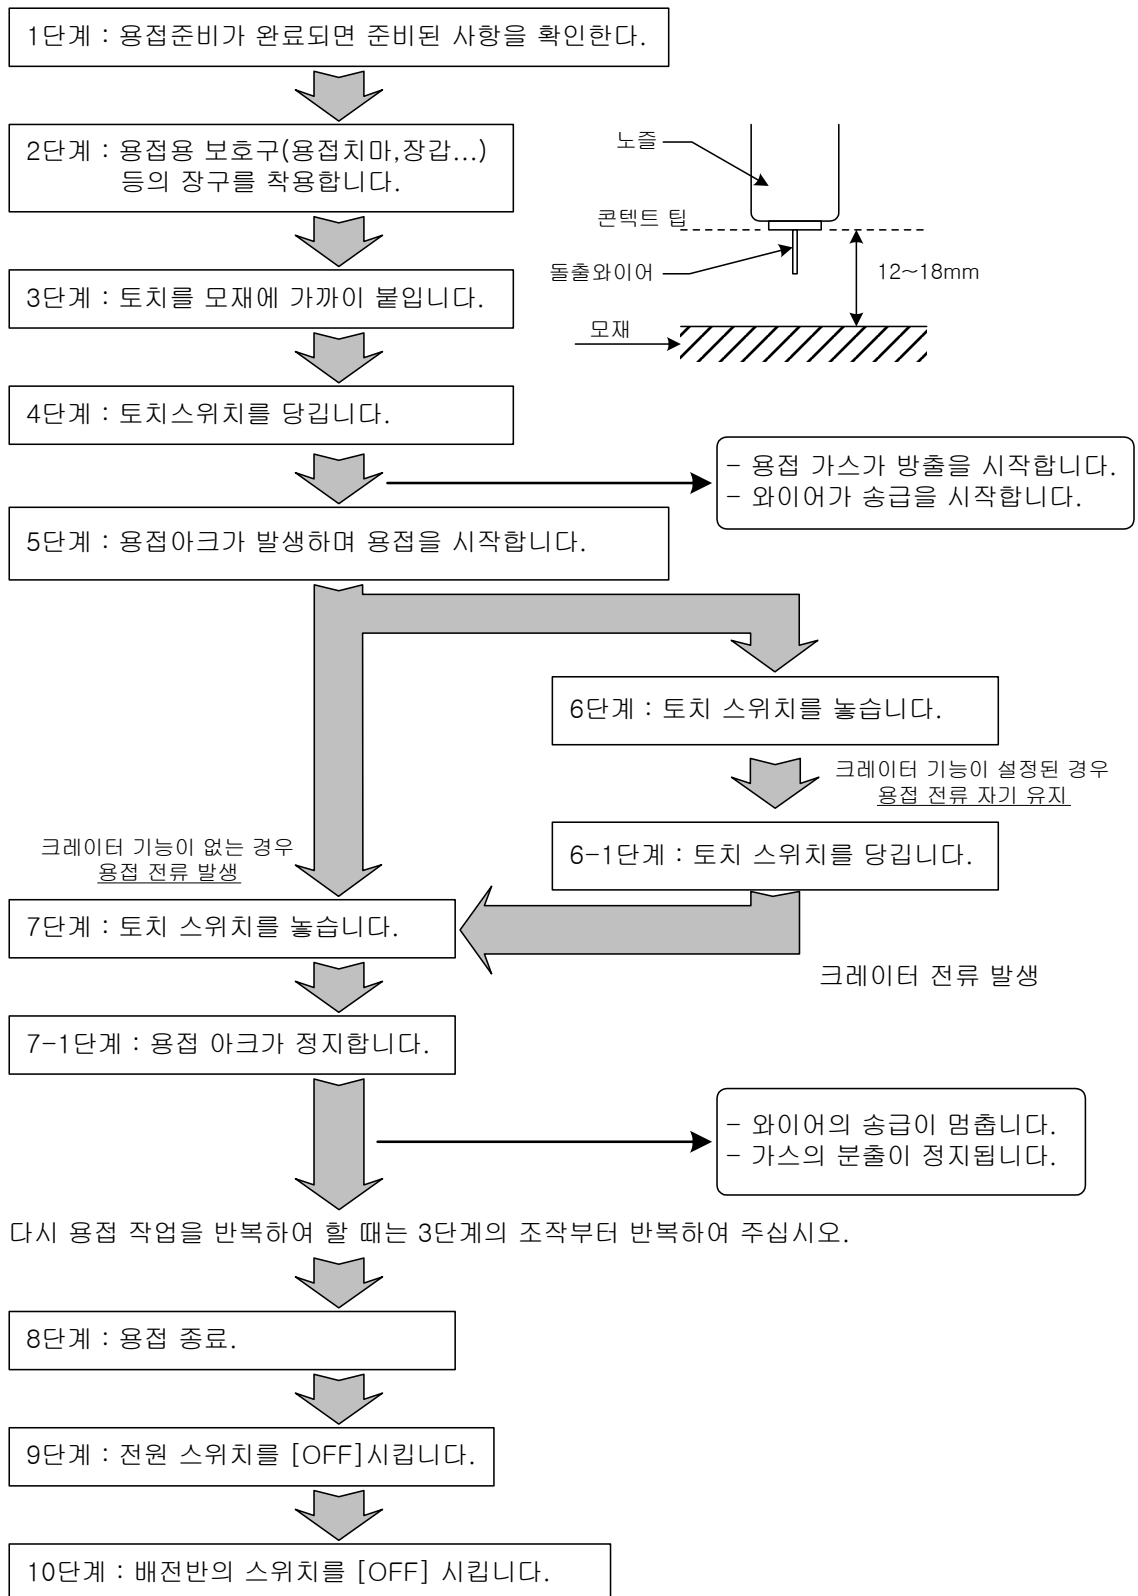 1단계 : 용접준비가 완료되면 준비된 사항을 확인한다.
2단계 : 용접용 보호구(용접치마,장갑...)
등의 장구를 착용합니다.
노즐
콘텍트 팁
돌출와이어
12~18mm
모재
3단계 : 토치를 모재에 가까이 붙입니다.
4단계 : 토치스위치를 당깁니다.
- 용접 가스가 방출을 시작합니다.
- 와이어가 송급을 시작합니다.
5단계 : 용접아크가 발생하며 용접을 시작합니다.
6단계 : 토치 스위치를 놓습니다.
크레이터 기능이 설정된 경우
용접 전류 자기 유지
6-1단계 : 토치 스위치를 당깁니다.
크레이터 기능이 없는 경우
용접 전류 발생
7단계 : 토치 스위치를 놓습니다.
크레이터 전류 발생
7-1단계 : 용접 아크가 정지합니다.
- 와이어의 송급이 멈춥니다.
- 가스의 분출이 정지됩니다.
다시 용접 작업을 반복하여 할 때는 3단계의 조작부터 반복하여 주십시오.
8단계 : 용접 종료.
9단계 : 전원 스위치를 [OFF]시킵니다.
10단계 : 배전반의 스위치를 [OFF] 시킵니다.